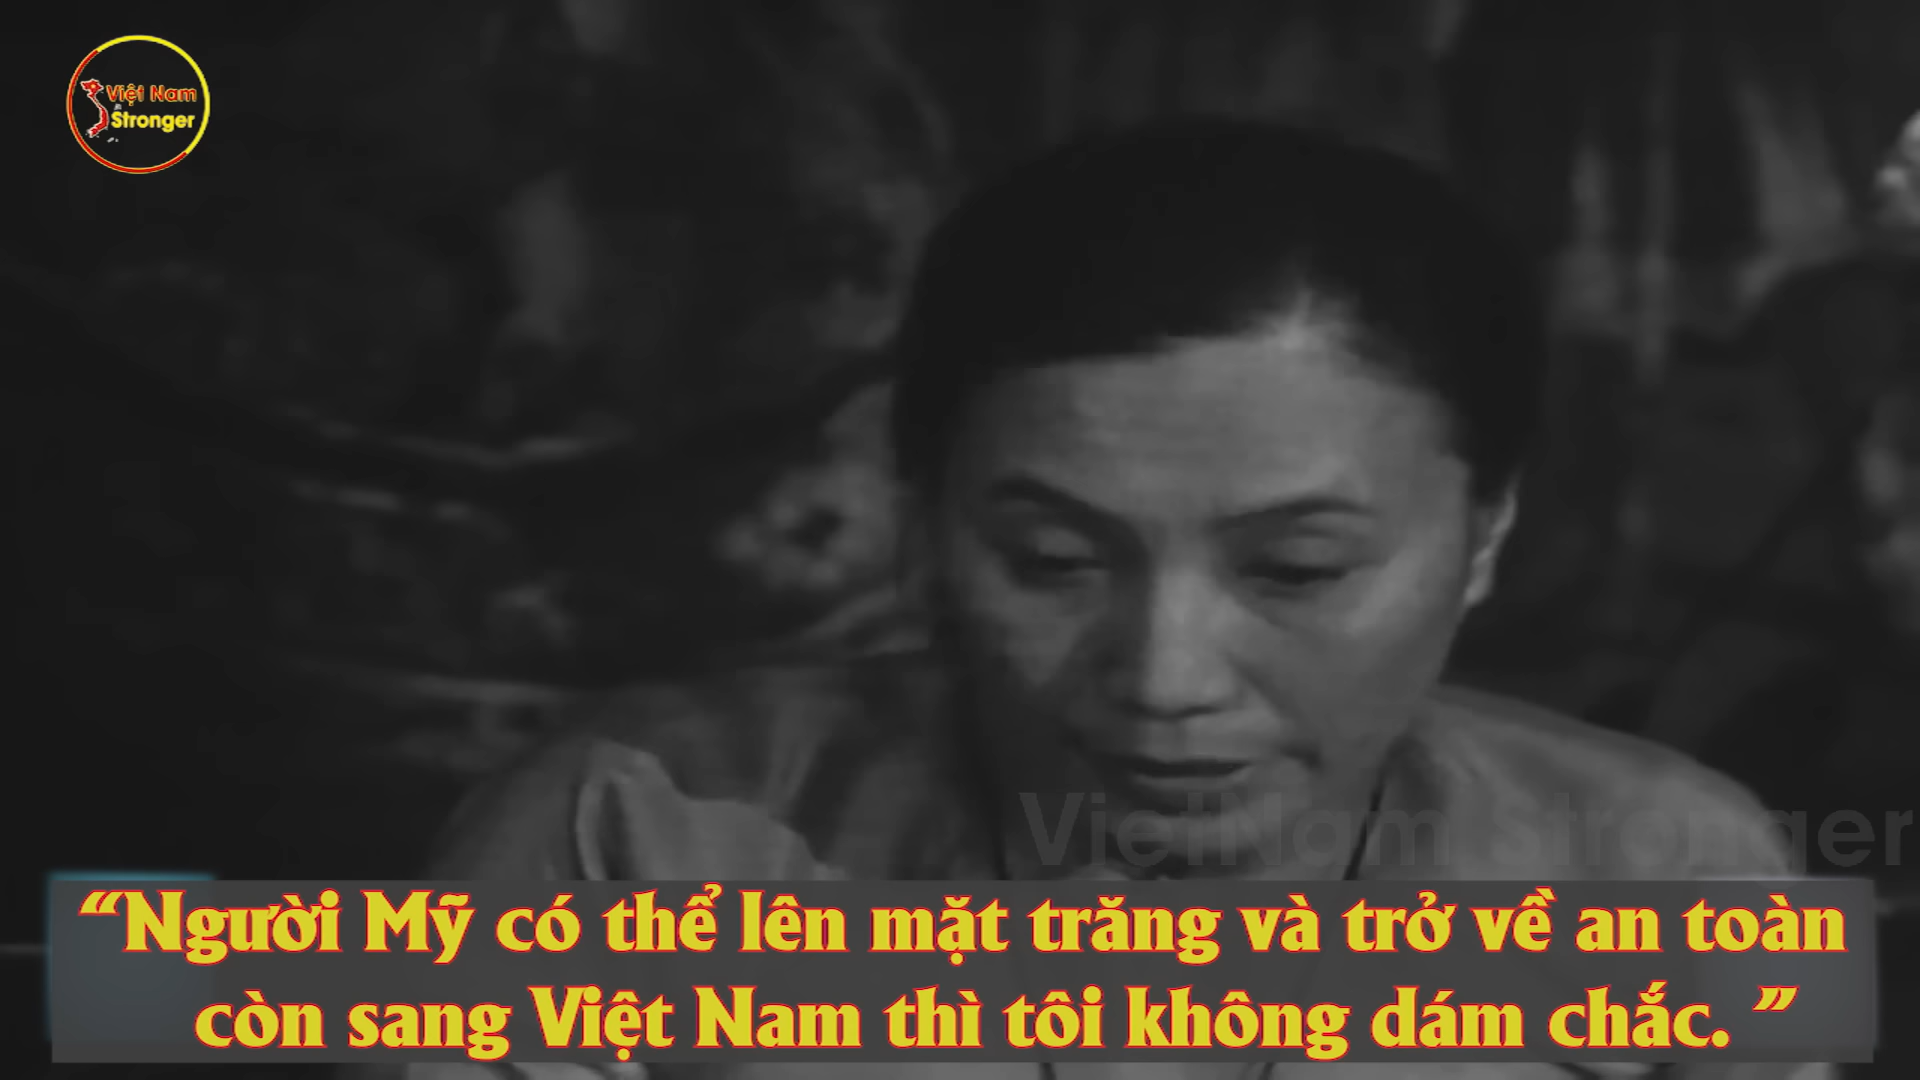 Việt Nam
Stronger
VietNam Stronger
“Người Mỹ có thể lên mặt trăng và trở về an toàn
còn sang Việt Nam thì tôi không dám chắc. ”